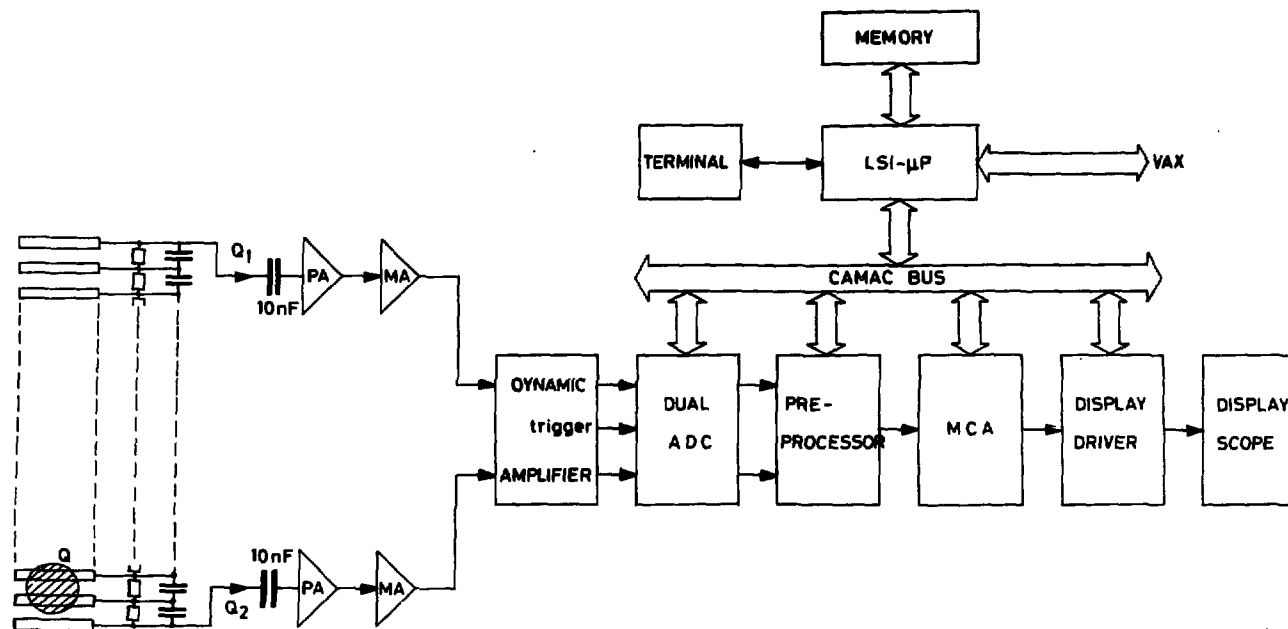 MEMORY
TERMINAL
LSI-µP
VAX
CAMAC BUS
Q1
10nF
PA
MA
DYNAMIC
trigger
AMPLIFIER
DUAL
ADC
PRE-
PROCESSOR
MCA
DISPLAY
DRIVER
DISPLAY
SCOPE
Q
Q2
10nF
PA
MA